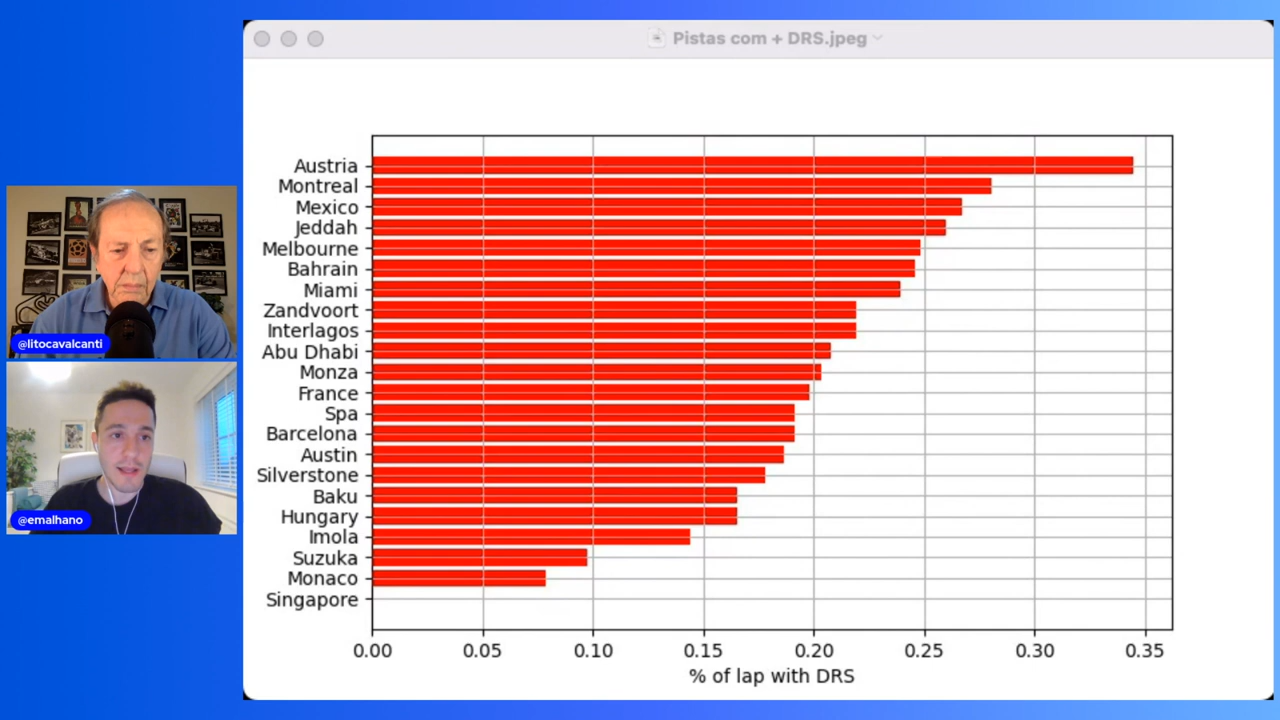 Pistas com + DRS.jpeg
Austria
Montreal
Mexico
Jeddah
Melbourne
Bahrain
Miami
Zandvoort
Interlagos
Abu Dhabi
Monza
France
Spa
Barcelona
Austin
Silverstone
Baku
Hungary
Imola
Suzuka
Monaco
Singapore
0.00 0.05 0.10 0.15 0.20 0.25 0.30 0.35
% of lap with DRS
@litocavalcanti
@emalhano